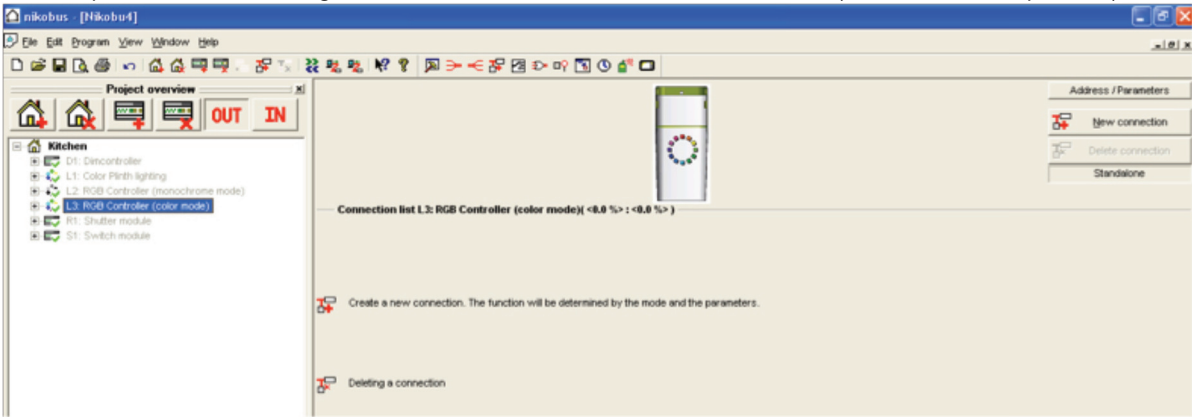 nikobus - [Nikobu4]
File Edit Program View Window Help
Project overview
OUT IN
Address / Parameters
New connection
Delete connection
Standalone
Kitchen
D1: Dimcontroller
L1: Color Plinth lighting
L2: RGB Controller (monochrome mode)
L3: RGB Controller (color mode)
R1: Shutter module
S1: Switch module
Connection list L3: RGB Controller (color mode)( <0.0 %> : <0.0 %> )
Create a new connection. The function will be determined by the mode and the parameters.
Deleting a connection